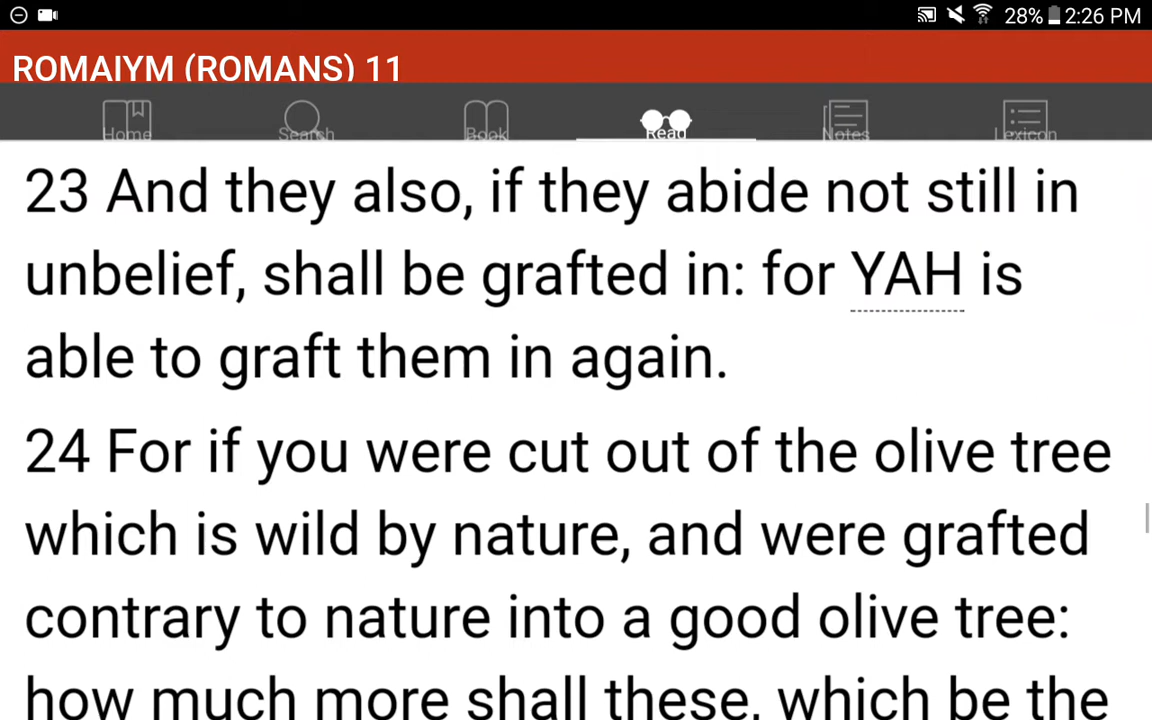 28% 2:26 PM
ROMAIYM (ROMANS) 11
Home Search Book Read Notes Lexicon
23 And they also, if they abide not still in
unbelief, shall be grafted in: for YAH is
able to graft them in again.
24 For if you were cut out of the olive tree
which is wild by nature, and were grafted
contrary to nature into a good olive tree:
how much more shall these, which be the